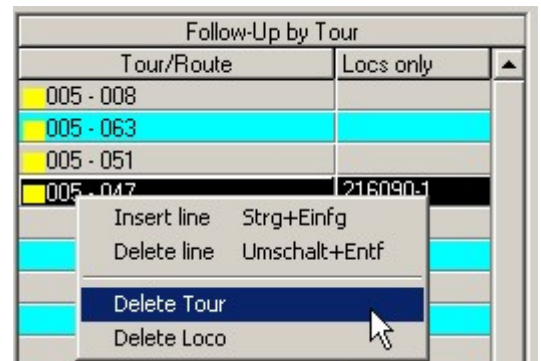 Follow-Up by Tour
Tour/Route Locs only
005 - 008
005 - 063
005 - 051
005 - 047 216090-1
Insert line Strg+Einfg
Delete line Umschalt+Entf
Delete Tour
Delete Loco